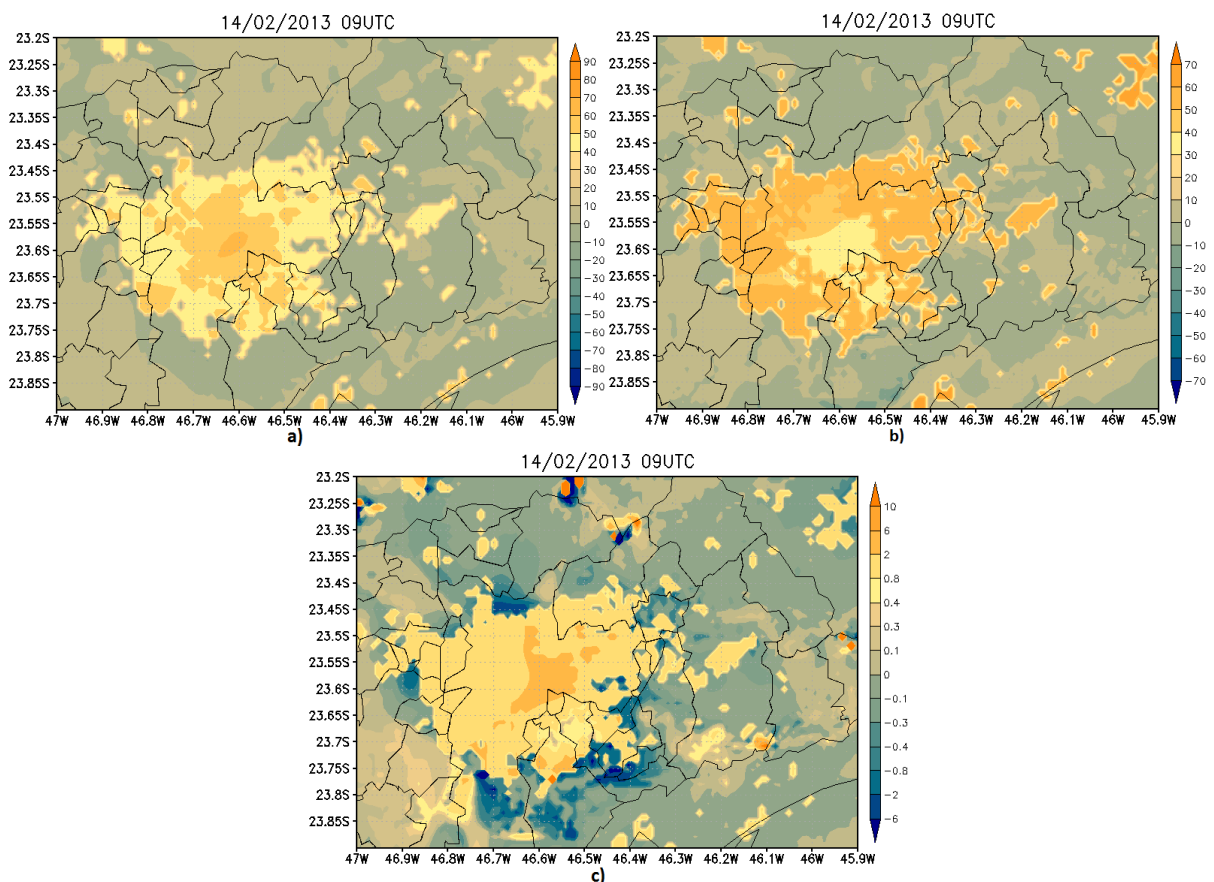 14/02/2013 09UTC
23.2S
23.25S
23.3S
23.35S
23.4S
23.45S
23.5S
23.55S
23.6S
23.65S
23.7S
23.75S
23.8S
23.85S
47W 46.9W 46.8W 46.7W 46.6W 46.5W 46.4W 46.3W 46.2W 46.1W 46W 45.9W
90
80
70
60
50
40
30
20
10
0
-10
-20
-30
-40
-50
-60
-70
-80
-90
a)
14/02/2013 09UTC
23.2S
23.25S
23.3S
23.35S
23.4S
23.45S
23.5S
23.55S
23.6S
23.65S
23.7S
23.75S
23.8S
23.85S
47W 46.9W 46.8W 46.7W 46.6W 46.5W 46.4W 46.3W 46.2W 46.1W 46W 45.9W
70
60
50
40
30
20
10
0
-10
-20
-30
-40
-50
-60
-70
b)
14/02/2013 09UTC
23.2S
23.25S
23.3S
23.35S
23.4S
23.45S
23.5S
23.55S
23.6S
23.65S
23.7S
23.75S
23.8S
23.85S
47W 46.9W 46.8W 46.7W 46.6W 46.5W 46.4W 46.3W 46.2W 46.1W 46W 45.9W
10
6
2
0.8
0.4
0.3
0.1
0
-0.1
-0.3
-0.4
-0.8
-2
-6
c)